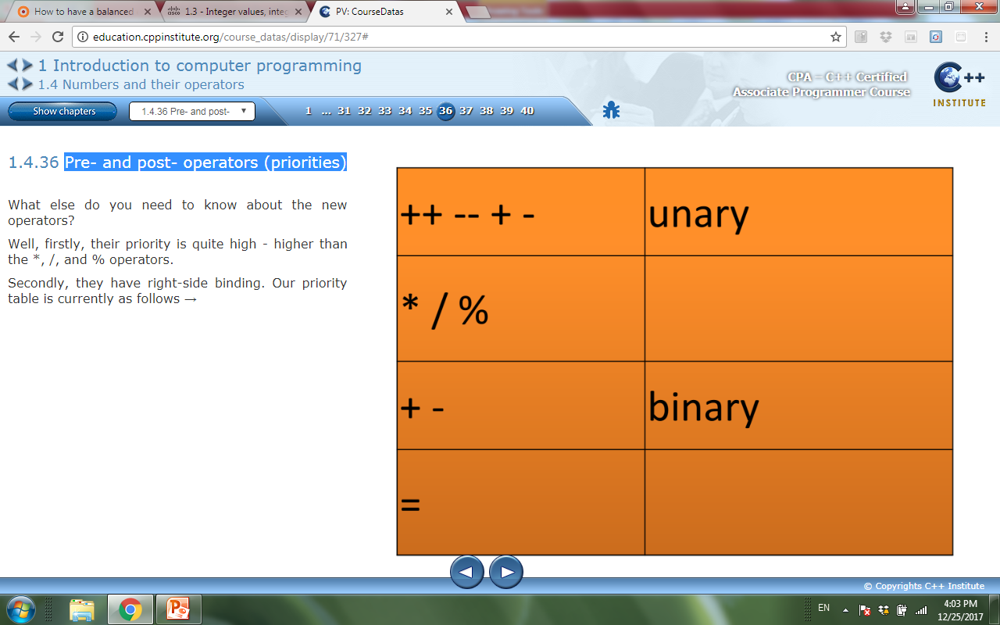 How to have a balanced
1.3 - Integer values, integ
PV: CourseDatas
education.cppinstitute.org/course_datas/display/71/327#
1 Introduction to computer programming
1.4 Numbers and their operators
CPA – C++ Certified
Associate Programmer Course
C++
INSTITUTE
Show chapters
1.4.36 Pre- and post-
1 ... 31 32 33 34 35 36 37 38 39 40
1.4.36 Pre- and post- operators (priorities)
What else do you need to know about the new
operators?
Well, firstly, their priority is quite high - higher than
the *, /, and % operators.
Secondly, they have right-side binding. Our priority
table is currently as follows →
++ -- + - unary
* / %
+ - binary
=
© Copyrights C++ Institute
EN
4:03 PM
12/25/2017